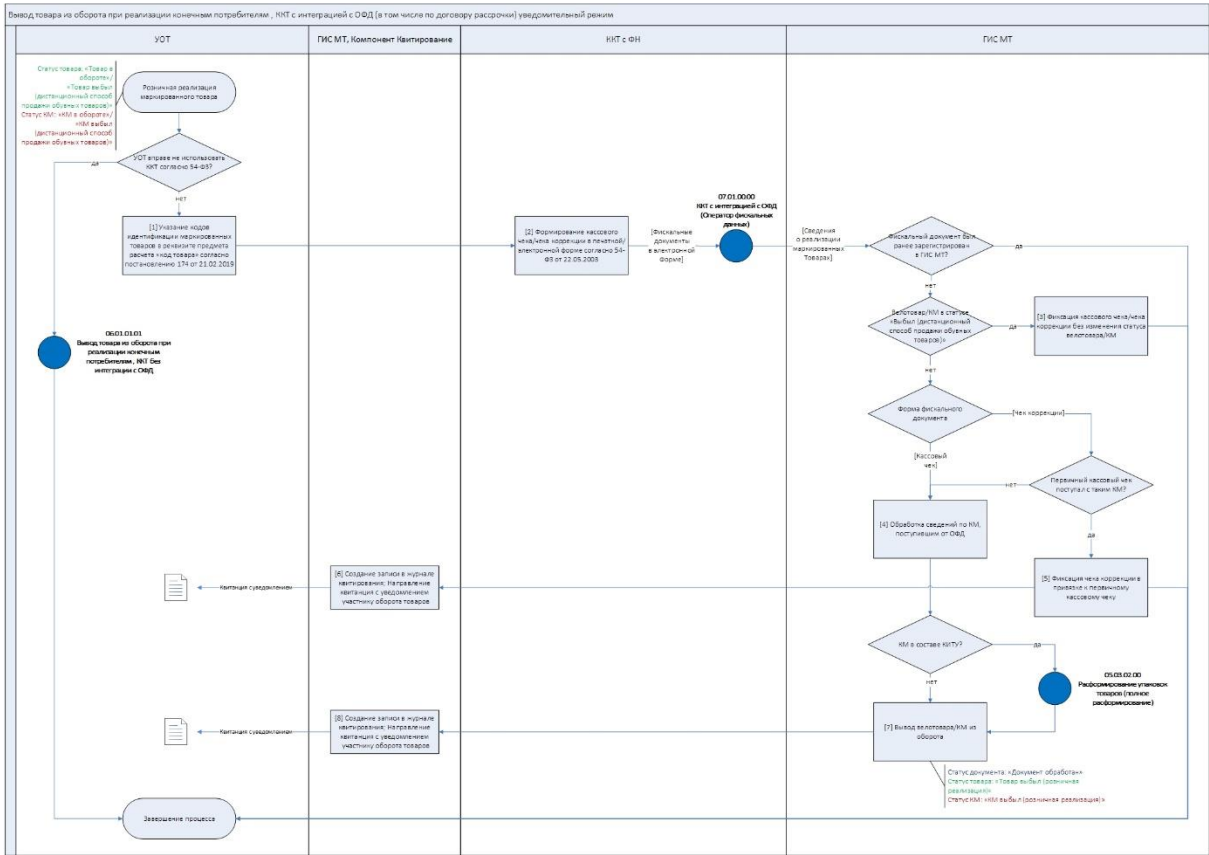 Вывод товара из оборота при реализации конечным потребителям , ККТ с интеграцией с ОФД (в том числе по договору рассрочки) уведомительный режим
УОТ
ГИС МТ, Компонент Квитирование
ККТ с ФН
ГИС МТ
Статус товара: «Товар в
обороте»/
«Товар выбыл
(дистанционный способ
продажи обувных товаров)»
Статус КМ: «КМ в обороте»/
«КМ выбыл
(дистанционный способ
продажи обувных товаров)»
Розничная реализация
маркированного товара
УОТ вправе не использовать
ККТ согласно 54-ФЗ?
да
нет
[1] Указание кодов
идентификации маркированных
товаров в реквизите предмета
расчета «код товара» согласно
постановлению 174 от 21.02.2019
[2] Формирование кассового
чека/чека коррекции в печатной/
электронной форме согласно 54-
ФЗ от 22.05.2003
[Фискальные
документы
в электронной
Форме]
07.01.00.00
ККТ с интеграцией с ОФД
(Оператор фискальных
данных)
[Сведения
о реализации
маркированных
Товарах]
Фискальный документ был
ранее зарегистрирован
в ГИС МТ?
да
нет
Велотовар/КМ в статусе
«Выбыл (дистанционный
способ продажи обувных
товаров)»
да
[3] Фиксация кассового чека/чека
коррекции без изменения статуса
велотовара/КМ
нет
06.01.01.01
Вывод товара из оборота при
реализации конечным
потребителям , ККТ без
интеграции с ОФД
Форма фискального
документа
[Чек коррекции]
[Кассовый
чек]
Первичный кассовый чек
поступал с таким КМ?
нет
да
[4] Обработка сведений по КМ,
поступившим от ОФД
[5] Фиксация чека коррекции в
привязке к первичному
кассовому чеку
[6] Создание записи в журнале
квитирования; Направление
квитанция с уведомлением
участнику оборота товаров
Квитанция с уведомлением
КМ в составе КИТУ?
да
нет
05.03.02.00
Расформирование упаковок
товаров (полное
расформирование)
[7] Вывод велотовара/КМ из
оборота
[8] Создание записи в журнале
квитирования; Направление
квитанция с уведомлением
участнику оборота товаров
Квитанция с уведомлением
Статус документа: «Документ обработан»
Статус товара: «Товар выбыл (розничная
реализация)»
Статус КМ: «КМ выбыл (розничная реализация)»
Завершение процесса